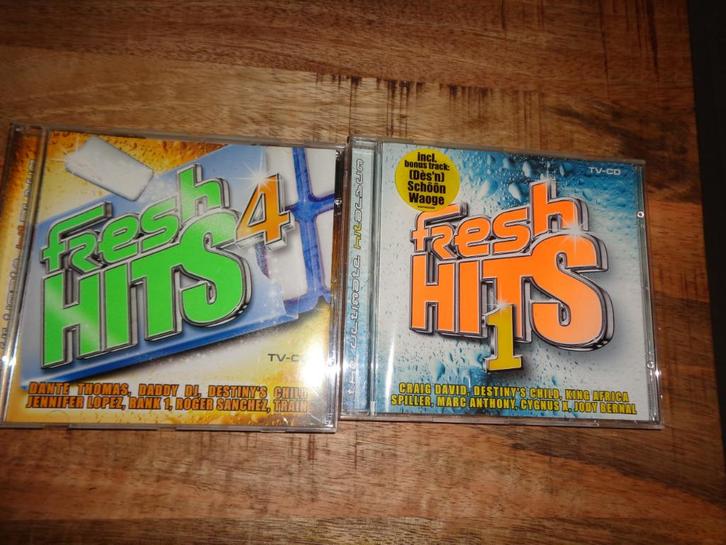 fresh
HITS 4
TV-CD
DANTE THOMAS, DADDY DJ, DESTINY'S CHILD
JENNIFER LOPEZ, RANK 1, ROGER SANCHEZ, TRAIN
incl.
bonus track:
(Dès'n)
Schöön
Waoge
TV-CD
fresh
HITS
1
CRAIG DAVID, DESTINY'S CHILD, KING AFRICA
SPILLER, MARC ANTHONY, CYGNUS X, JODY BERNAL